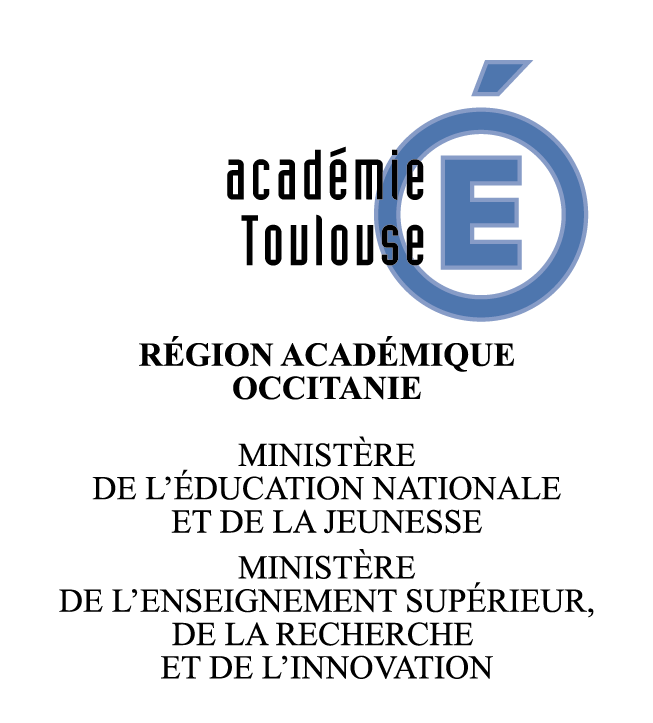 académie
Toulouse
É
RÉGION ACADÉMIQUE
OCCITANIE
MINISTÈRE
DE L’ÉDUCATION NATIONALE
ET DE LA JEUNESSE
MINISTÈRE
DE L’ENSEIGNEMENT SUPÉRIEUR,
DE LA RECHERCHE
ET DE L’INNOVATION